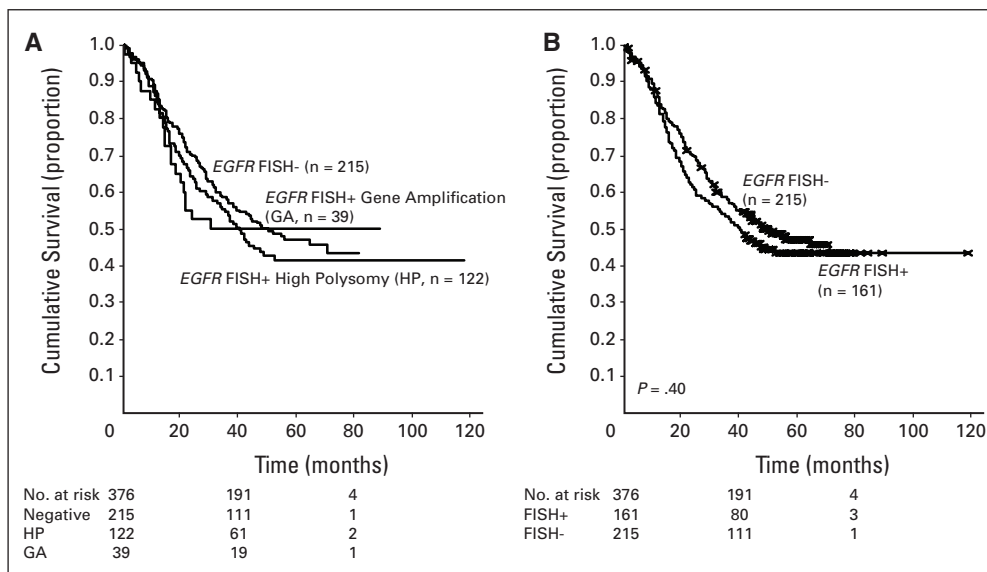 A
Cumulative Survival (proportion)
1.0
0.9
0.8
0.7
0.6
0.5
0.4
0.3
0.2
0.1
EGFR FISH- (n = 215)
EGFR FISH+ Gene Amplification
(GA, n = 39)
EGFR FISH+ High Polysomy (HP, n = 122)
0 20 40 60 80 100 120
Time (months)
No. at risk 376 191 4
Negative 215 111 1
HP 122 61 2
GA 39 19 1
B
Cumulative Survival (proportion)
1.0
0.9
0.8
0.7
0.6
0.5
0.4
0.3
0.2
0.1
EGFR FISH-
(n = 215)
EGFR FISH+
(n = 161)
P = .40
0 20 40 60 80 100 120
Time (months)
No. at risk 376 191 4
FISH+ 161 80 3
FISH- 215 111 1